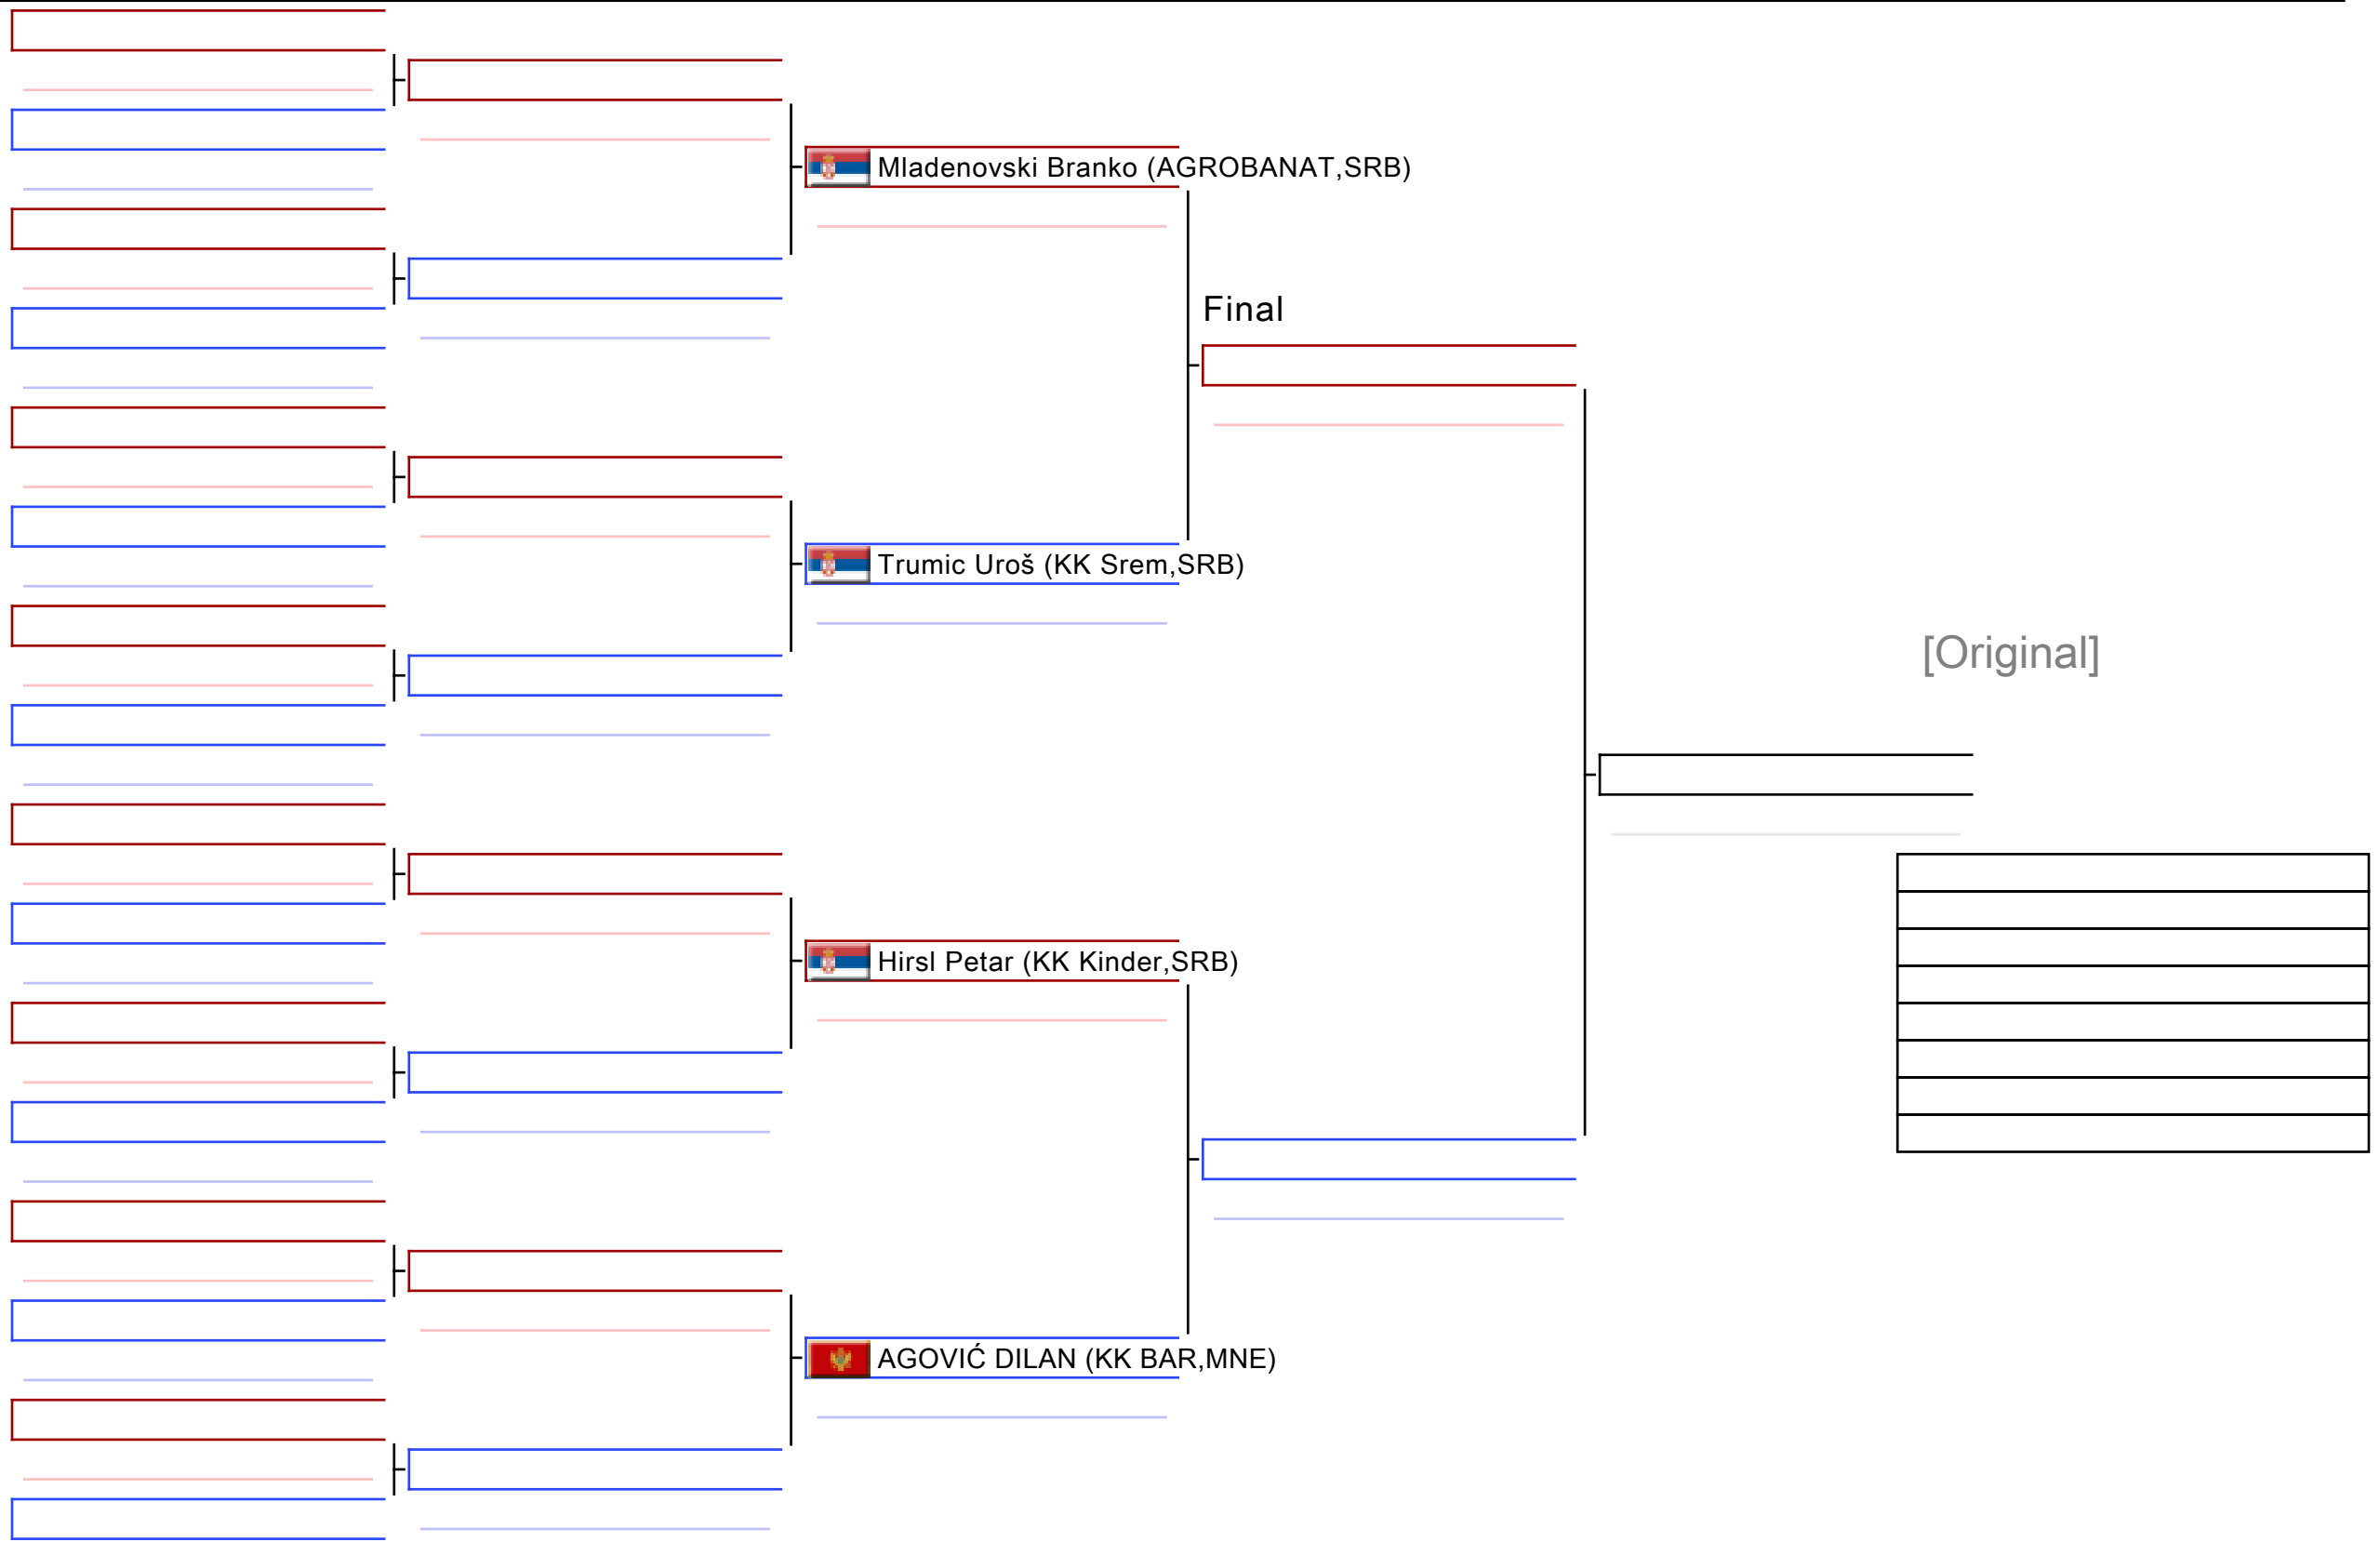 Mladenovski Branko (AGROBANAT,SRB)
Final
Trumic Uroš (KK Srem,SRB)
[Original]
Hirsl Petar (KK Kinder,SRB)
AGOVIĆ DILAN (KK BAR,MNE)